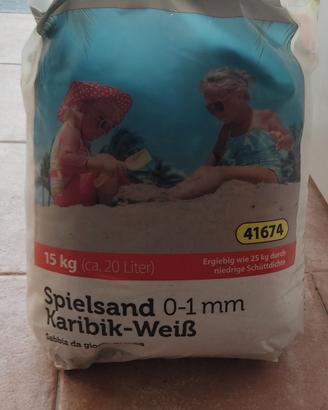 41674
15 kg (ca. 20 Liter)
Ergiebig wie 25 kg durch
niedrige Schüttdichte
Spielsand 0-1 mm
Karibik-Weiß
Sabbia da